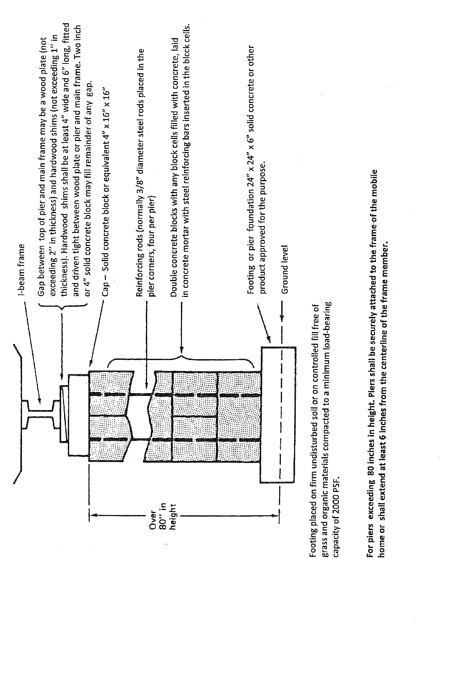 I-beam frame
Gap between top of pier and main frame may be a wood plate (not
exceeding 2" in thickness) and hardwood shims (not exceeding 1" in
thickness). Hardwood shims shall be at least 4" wide and 6" long, fitted
and driven tight between wood plate or pier and main frame. Two inch
or 4" solid concrete block may fill remainder of any gap.
Cap – Solid concrete block or equivalent 4" x 16" x 16"
Reinforcing rods (normally 3/8" diameter steel rods placed in the
pier corners, four per pier)
Double concrete blocks with any block cells filled with concrete, laid
in concrete mortar with steel reinforcing bars inserted in the block cells.
Footing or pier foundation 24" x 24" x 6" solid concrete or other
product approved for the purpose.
Ground level
Over
80" in
height
Footing placed on firm undisturbed soil or on controlled fill free of
grass and organic materials compacted to a minimum load-bearing
capacity of 2000 PSF.
For piers exceeding 80 inches in height. Piers shall be securely attached to the frame of the mobile
home or shall extend at least 6 inches from the centerline of the frame member.